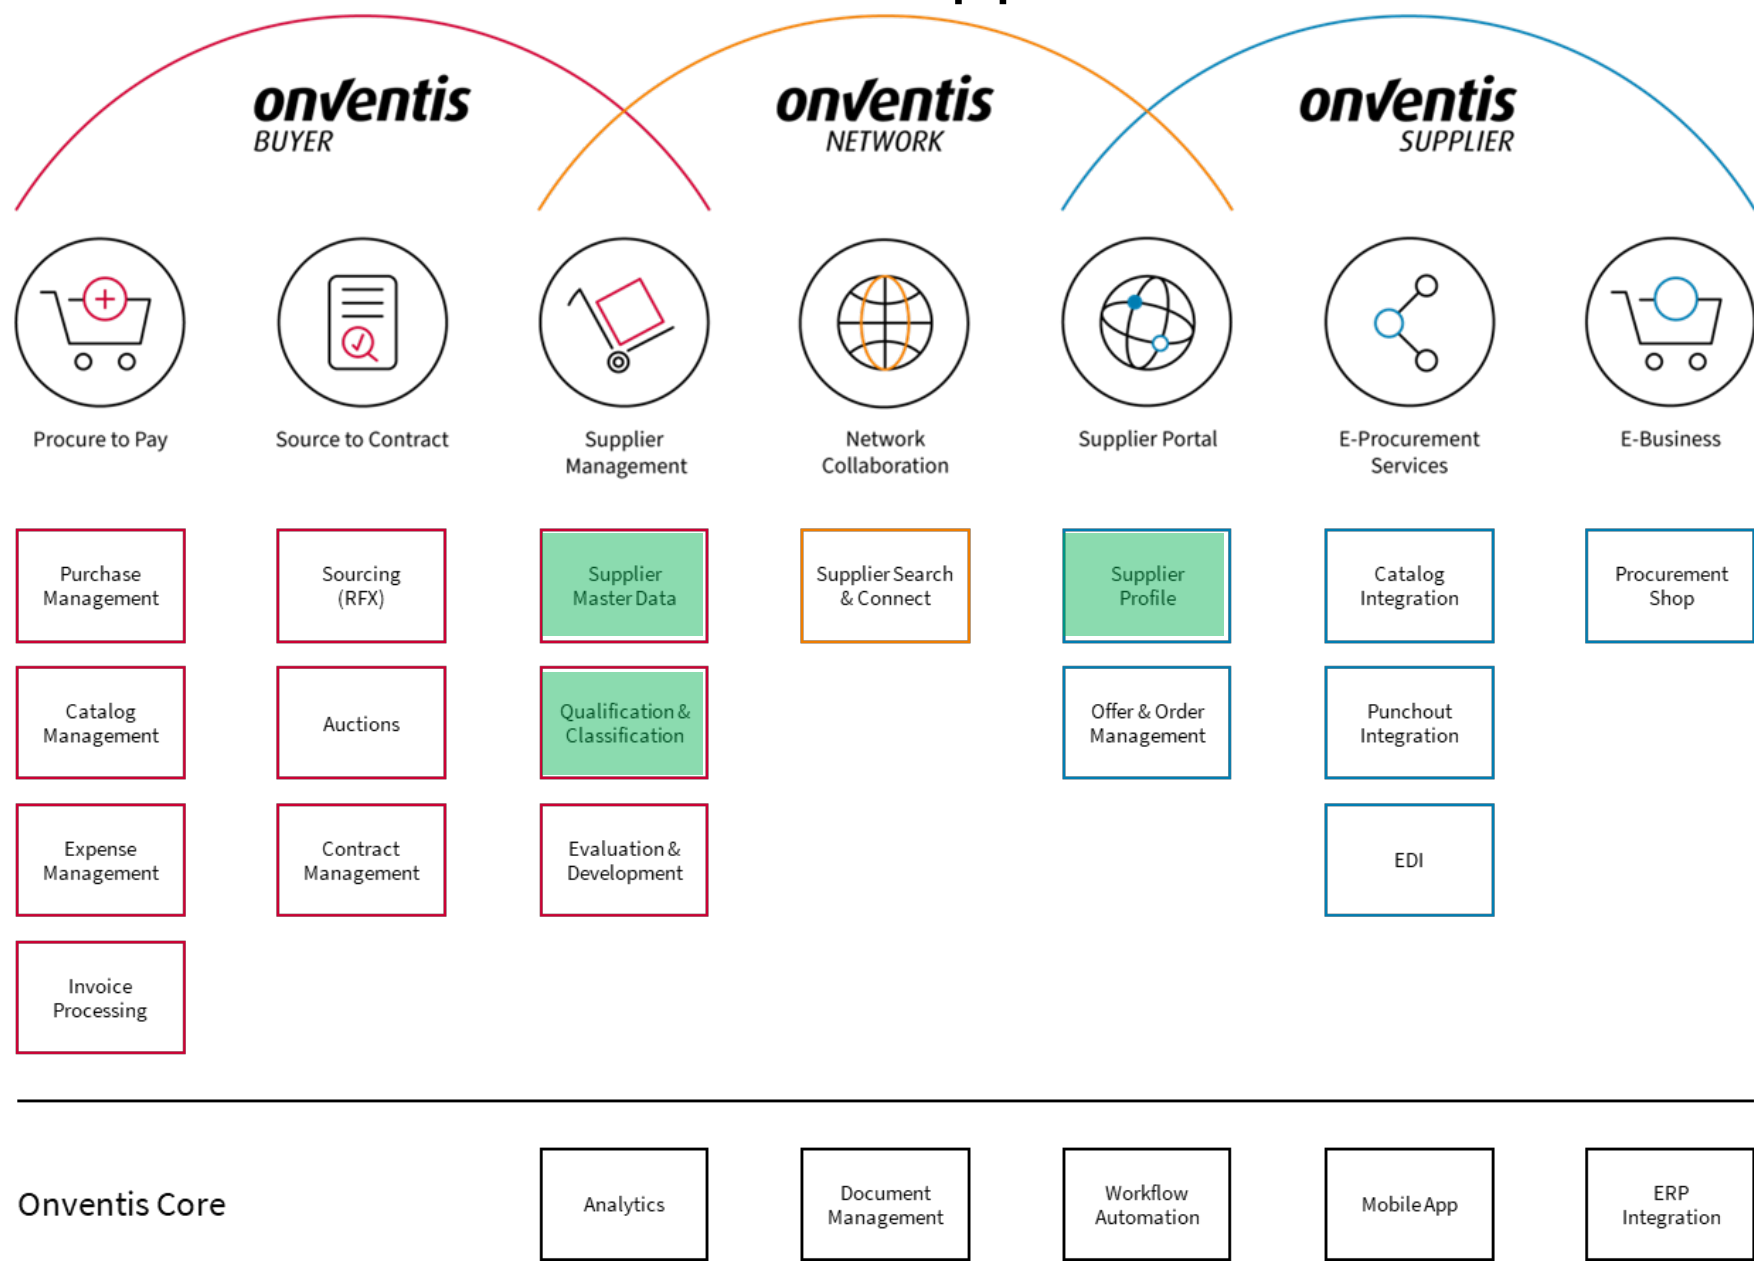 onventis
BUYER
onventis
NETWORK
onventis
SUPPLIER
Procure to Pay
Source to Contract
Supplier
Management
Network
Collaboration
Supplier Portal
E-Procurement
Services
E-Business
Purchase
Management
Sourcing
(RFX)
Supplier
Master Data
Supplier Search
& Connect
Supplier
Profile
Catalog
Integration
Procurement
Shop
Catalog
Management
Auctions
Qualification &
Classification
Offer & Order
Management
Punchout
Integration
Expense
Management
Contract
Management
Evaluation &
Development
EDI
Invoice
Processing
Onventis Core
Analytics
Document
Management
Workflow
Automation
Mobile App
ERP
Integration